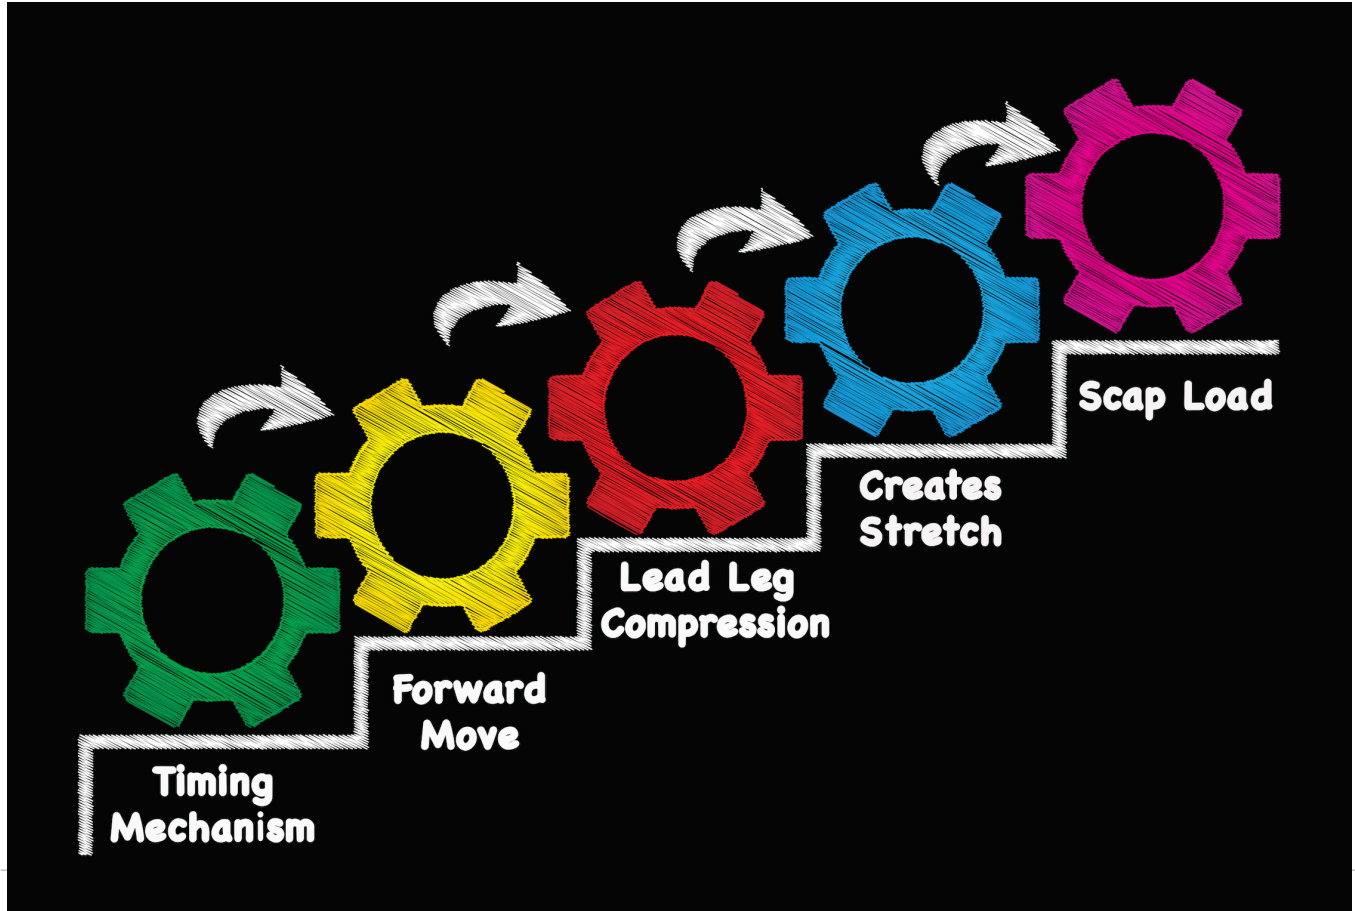 Timing
Mechanism
Forward
Move
Lead Leg
Compression
Creates
Stretch
Scap Load